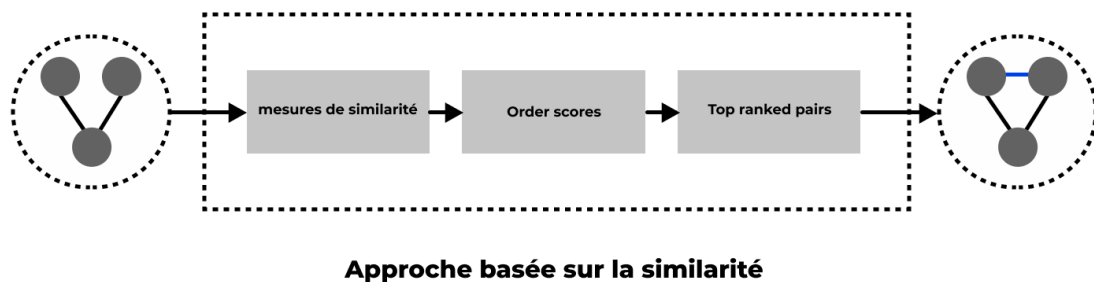 mesures de similarité
Order scores
Top ranked pairs
Approche basée sur la similarité